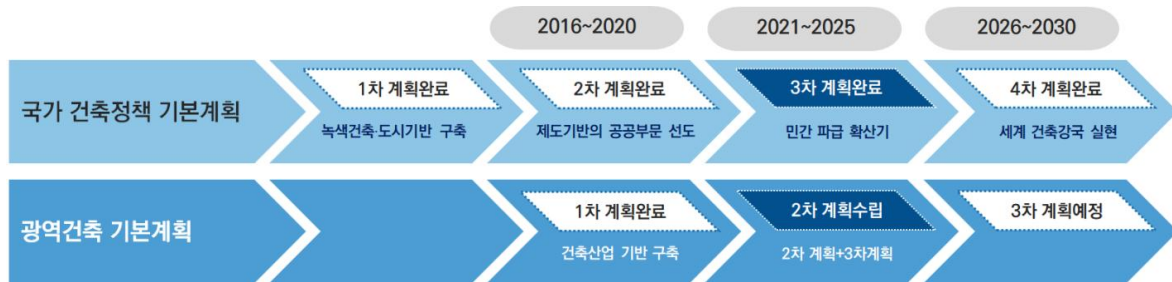 2016~2020
2021~2025
2026~2030
국가 건축정책 기본계획
1차 계획완료
녹색건축·도시기반 구축
2차 계획완료
제도기반의 공공부문 선도
3차 계획완료
민간 파급 확산기
4차 계획완료
세계 건축강국 실현
광역건축 기본계획
1차 계획완료
건축산업 기반 구축
2차 계획수립
2차 계획+3차계획
3차 계획예정